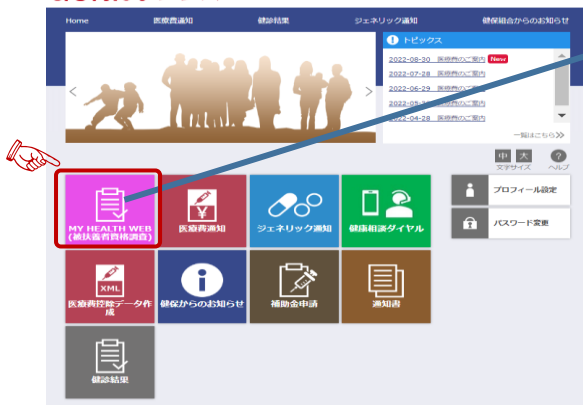 Home 医療費通知 健診結果 ジェネリック通知 健保組合からのお知らせ
トピックス
2022-08-30 医療費のご案内 New
2022-07-28 医療費のご案内
2022-06-29 医療費のご案内
2022-04-28 医療費のご案内
一覧はこちら
中 大 ?
文字サイズ ヘルプ
MY HEALTH WEB
(被扶養者資格調査)
医療費通知
ジェネリック通知
健康相談ダイヤル
プロフィール設定
パスワード変更
XML
医療費控除データ作
成
健保からのお知らせ
補助金申請
通知書
健診結果